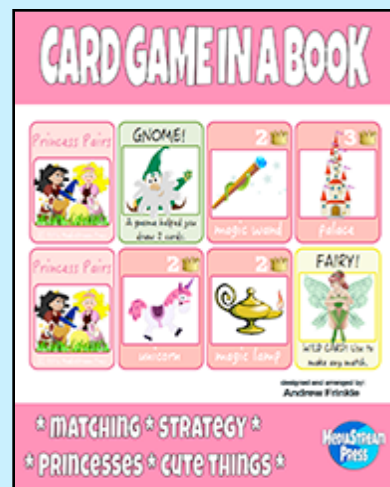 CARD GAME IN A BOOK
Princess Pairs
GNOME!
A gnome helped you
draw 2 cards.
2
magic wand
3
palace
Princess Pairs
2
unicorn
2
magic lamp
FAIRY!
WILD CARD! Use to
make any match.
designed and arranged by:
Andrew Frinkle
* MATCHING * STRATEGY *
* PRINCESSES * CUTE THINGS *
MEDIASTREAM
PRESS